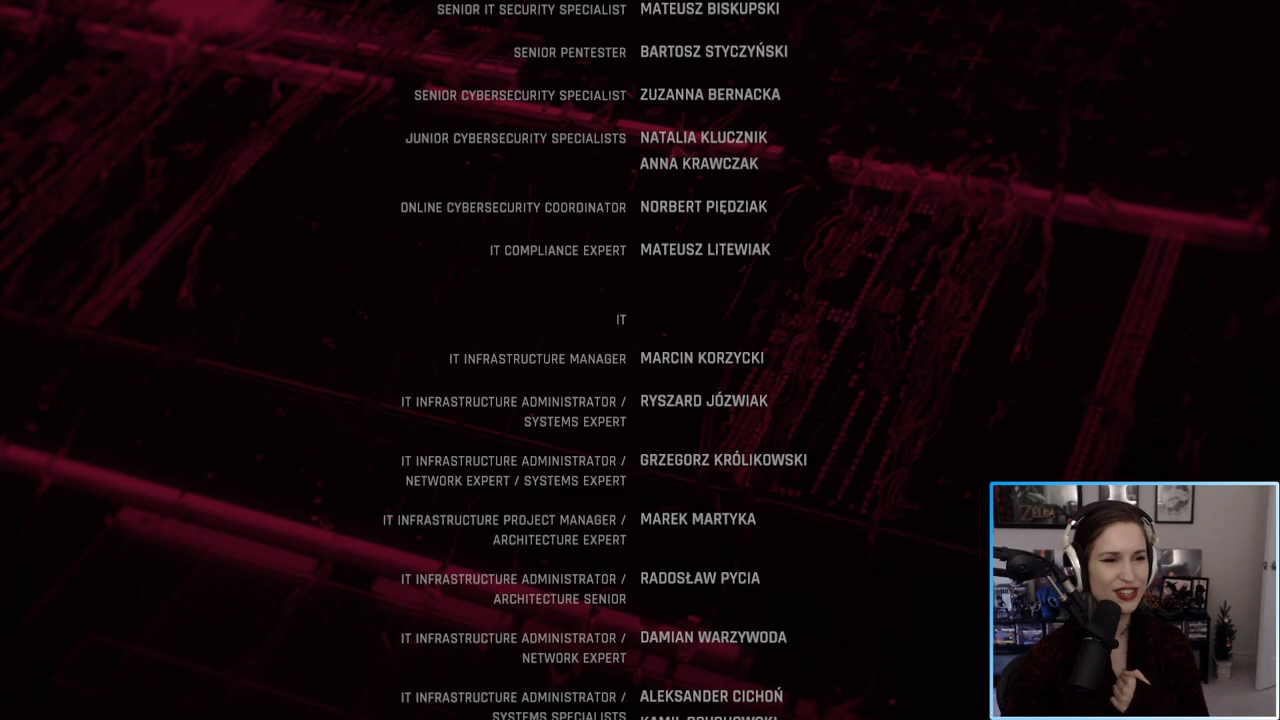 SENIOR IT SECURITY SPECIALIST MATEUSZ BISKUPSKI
SENIOR PENTESTER BARTOSZ STYCZYŃSKI
SENIOR CYBERSECURITY SPECIALIST ZUZANNA BERNACKA
JUNIOR CYBERSECURITY SPECIALISTS NATALIA KLUCZNIK
ANNA KRAWCZAK
ONLINE CYBERSECURITY COORDINATOR NORBERT PIĘDZIAK
IT COMPLIANCE EXPERT MATEUSZ LITEWIAK
IT
IT INFRASTRUCTURE MANAGER MARCIN KORZYCKI
IT INFRASTRUCTURE ADMINISTRATOR / RYSZARD JÓZWIAK
SYSTEMS EXPERT
IT INFRASTRUCTURE ADMINISTRATOR / GRZEGORZ KRÓLIKOWSKI
NETWORK EXPERT / SYSTEMS EXPERT
IT INFRASTRUCTURE PROJECT MANAGER / MAREK MARTYKA
ARCHITECTURE EXPERT
IT INFRASTRUCTURE ADMINISTRATOR / RADOSŁAW PYCIA
ARCHITECTURE SENIOR
IT INFRASTRUCTURE ADMINISTRATOR / DAMIAN WARZYWODA
NETWORK EXPERT
IT INFRASTRUCTURE ADMINISTRATOR / ALEKSANDER CICHOŃ
SYSTEMS SPECIALISTS KAMIL
ZELDA